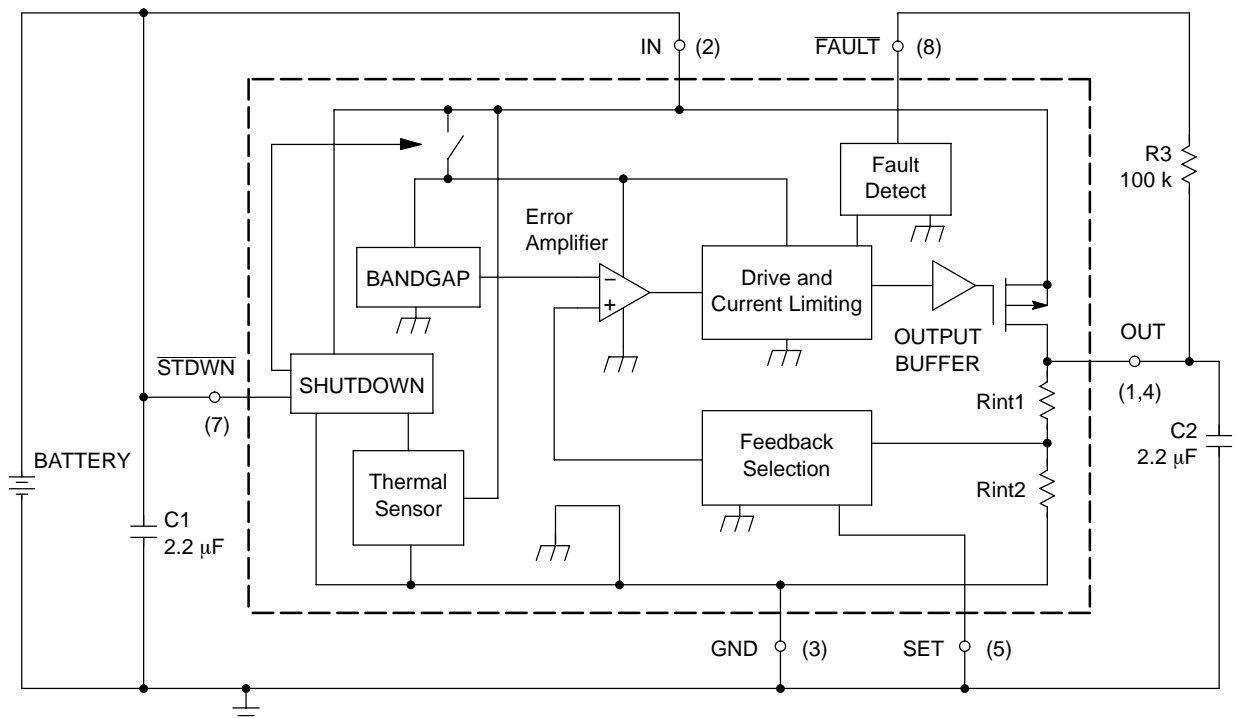 IN (2)
FAULT (8)
R3
100 k
Fault
Detect
Error
Amplifier
BANDGAP
−
+
Drive and
Current Limiting
OUTPUT
BUFFER
OUT
(1,4)
STDWN
(7)
SHUTDOWN
Rint1
Feedback
Selection
C2
2.2 μF
BATTERY
Thermal
Sensor
Rint2
C1
2.2 μF
GND (3)
SET (5)